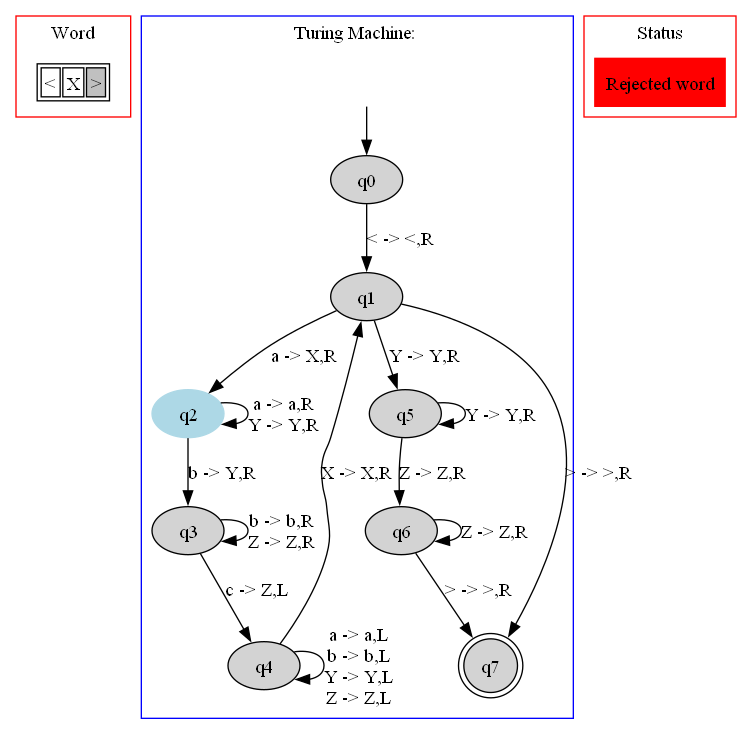 Word
< X >
Turing Machine:
Status
Rejected word
q0
< -> <,R
q1
a -> X,R
Y -> Y,R
q2
a -> a,R
Y -> Y,R
q5
Y -> Y,R
b -> Y,R
X -> X,R
Z -> Z,R
> -> >,R
q3
b -> b,R
Z -> Z,R
q6
Z -> Z,R
c -> Z,L
> -> >,R
q4
a -> a,L
b -> b,L
Y -> Y,L
Z -> Z,L
q7